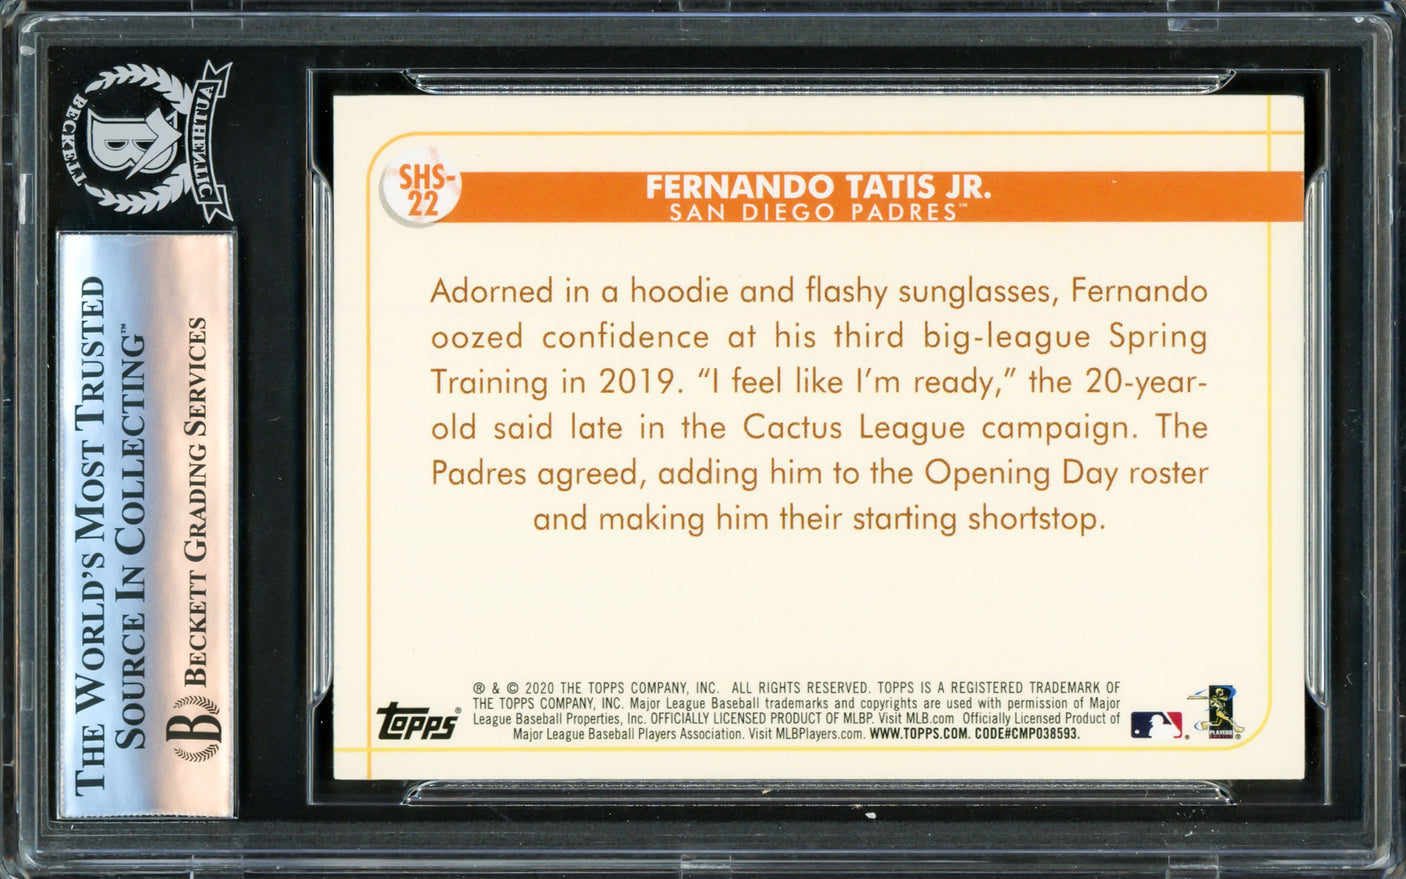 BECKETT
AUTHENTIC
B
THE WORLD'S MOST TRUSTED
SOURCE IN COLLECTING™
B BECKETT GRADING SERVICES
SHS-
22
FERNANDO TATIS JR.
SAN DIEGO PADRES™
Adorned in a hoodie and flashy sunglasses, Fernando
oozed confidence at his third big-league Spring
Training in 2019. “I feel like I’m ready,” the 20-year-
old said late in the Cactus League campaign. The
Padres agreed, adding him to the Opening Day roster
and making him their starting shortstop.
topps®
® & © 2020 THE TOPPS COMPANY, INC. ALL RIGHTS RESERVED. TOPPS IS A REGISTERED TRADEMARK OF
THE TOPPS COMPANY, INC. Major League Baseball trademarks and copyrights are used with permission of Major
League Baseball Properties, Inc. OFFICIALLY LICENSED PRODUCT OF MLBP. Visit MLB.com Officially Licensed Product of
Major League Baseball Players Association. Visit MLBPlayers.com. WWW.TOPPS.COM. CODE#CMP038593.
PLAYERS